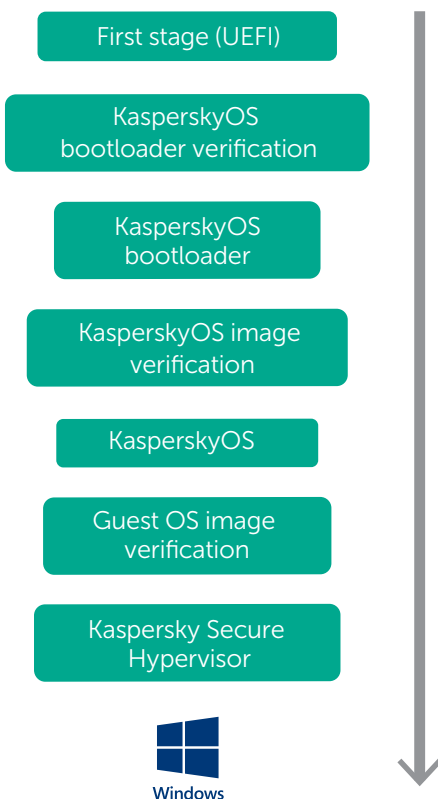 First stage (UEFI)
KasperskyOS
bootloader verification
KasperskyOS
bootloader
KasperskyOS image
verification
KasperskyOS
Guest OS image
verification
Kaspersky Secure
Hypervisor
Windows